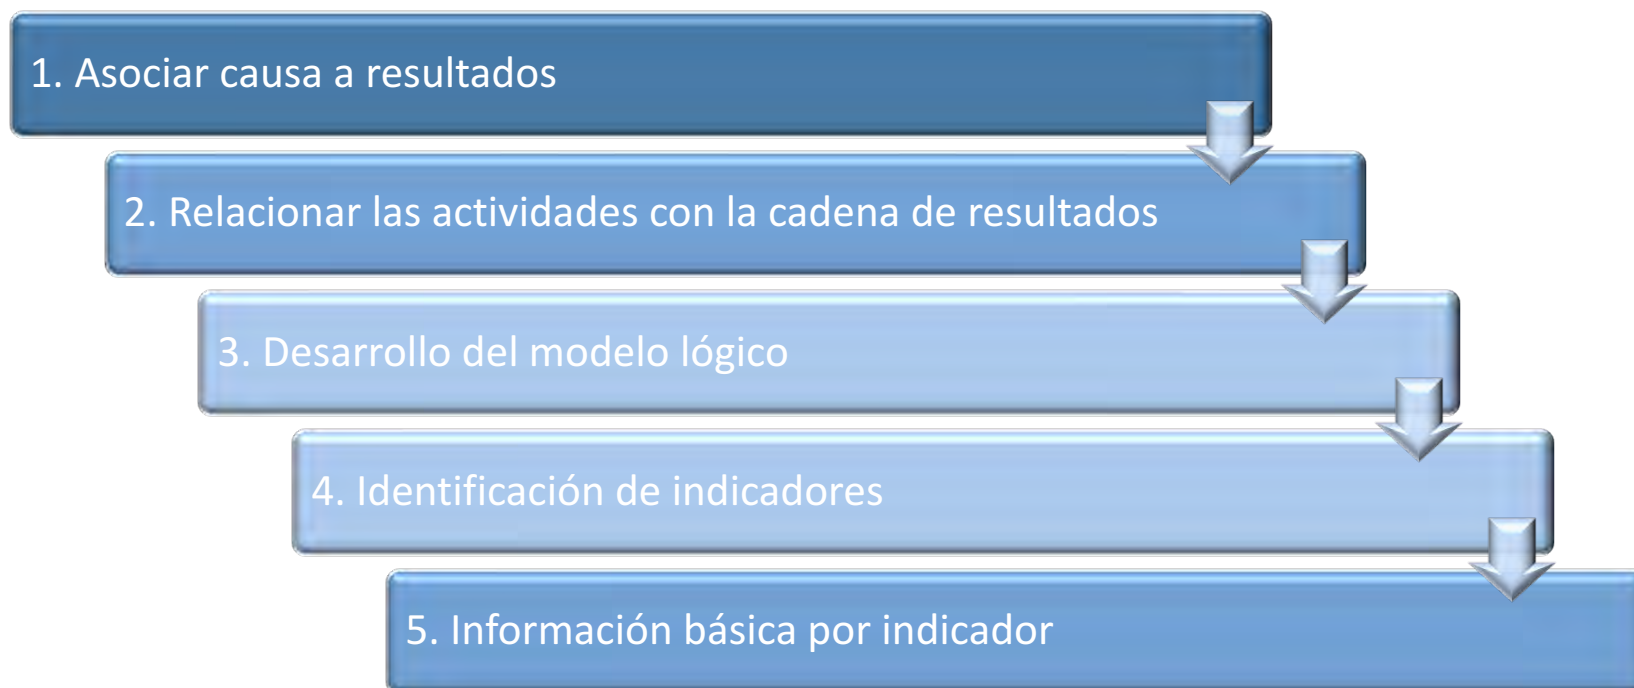 1. Asociar causa a resultados
2. Relacionar las actividades con la cadena de resultados
3. Desarrollo del modelo lógico
4. Identificación de indicadores
5. Información básica por indicador